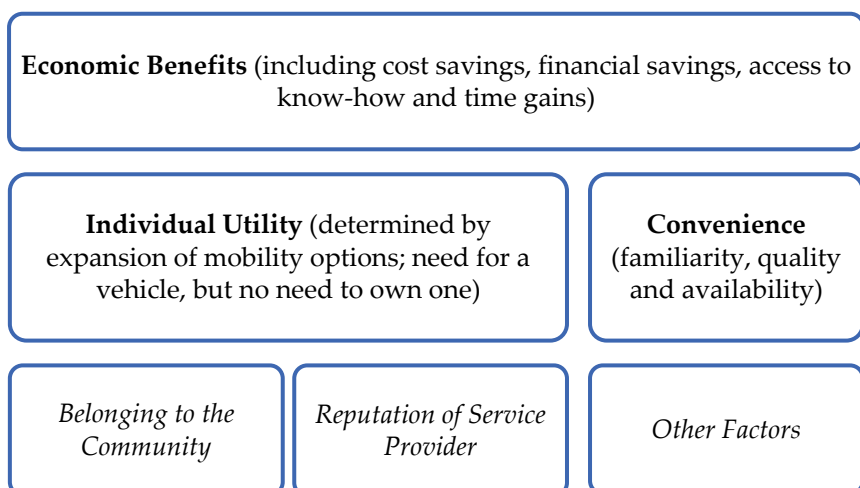 Economic Benefits (including cost savings, financial savings, access to
know-how and time gains)
Individual Utility (determined by
expansion of mobility options; need for a
vehicle, but no need to own one)
Convenience
(familiarity, quality
and availability)
Belonging to the
Community
Reputation of Service
Provider
Other Factors